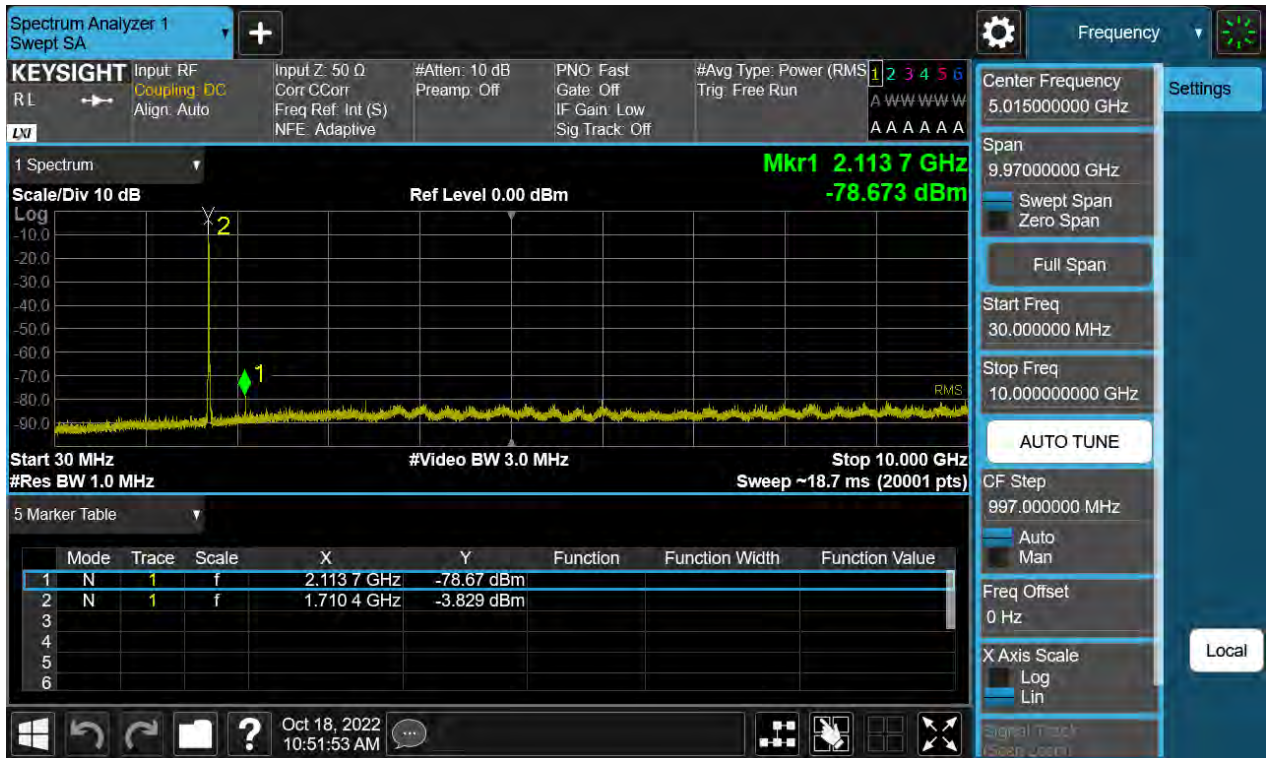 Spectrum Analyzer 1
Swept SA
Frequency
KEYSIGHT
RL
LXI
Input: RF
Coupling: DC
Align: Auto
Input Z: 50 Ω
Corr CCorr
Freq Ref: Int (S)
NFE: Adaptive
#Atten: 10 dB
Preamp: Off
PNO: Fast
Gate: Off
IF Gain: Low
Sig Track: Off
#Avg Type: Power (RMS
Trig: Free Run
1 2 3 4 5 6
A W W W W W
A A A A A A
1 Spectrum
Mkr1 2.113 7 GHz
Scale/Div 10 dB
Ref Level 0.00 dBm
-78.673 dBm
Log
2
-10.0
-20.0
-30.0
-40.0
-50.0
-60.0
-70.0
1
-80.0
RMS
-90.0
Start 30 MHz
#Video BW 3.0 MHz
Stop 10.000 GHz
#Res BW 1.0 MHz
Sweep ~18.7 ms (20001 pts)
5 Marker Table
Mode Trace Scale X Y Function Function Width Function Value
1 N 1 f 2.113 7 GHz -78.67 dBm
2 N 1 f 1.710 4 GHz -3.829 dBm
3
4
5
6
?
Oct 18, 2022
10:51:53 AM
Center Frequency
5.015000000 GHz
Span
9.97000000 GHz
Swept Span
Zero Span
Full Span
Start Freq
30.000000 MHz
Stop Freq
10.000000000 GHz
AUTO TUNE
CF Step
997.000000 MHz
Auto
Man
Freq Offset
0 Hz
X Axis Scale
Log
Lin
Signal Track
(Span Zoom)
Settings
Local